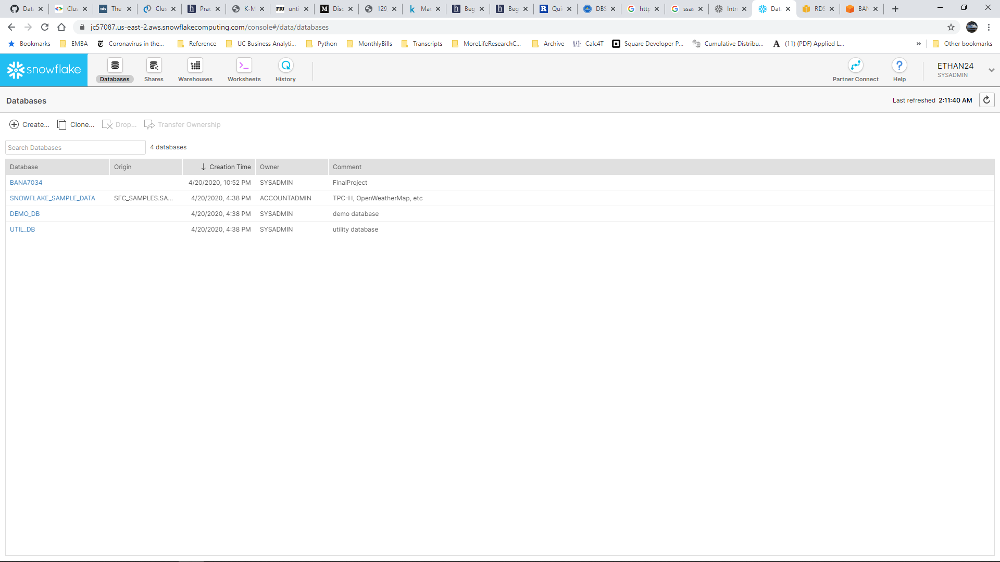 Data Clus tds The Clus h Prac K-M FIU unti M Disc 129 k Mac h Beg h Beg R Qui DBS http ssas Intr Dat RDS BAN
jc57087.us-east-2.aws.snowflakecomputing.com/console#/data/databases
Bookmarks EMBA Coronavirus in the... Reference UC Business Analyti... Python MonthlyBills Transcripts MoreLifeResearchC... Archive MATH Calc4T Square Developer P... Cumulative Distribu... A (11) (PDF) Applied L... » Other bookmarks
snowflake Databases Shares Warehouses Worksheets History Partner Connect Help ETHAN24
SYSADMIN
Databases Last refreshed 2:11:40 AM
Create... Clone... Drop... Transfer Ownership
Search Databases 4 databases
Database Origin ↓ Creation Time Owner Comment
BANA7034 4/20/2020, 10:52 PM SYSADMIN FinalProject
SNOWFLAKE_SAMPLE_DATA SFC_SAMPLES.SA... 4/20/2020, 4:38 PM ACCOUNTADMIN TPC-H, OpenWeatherMap, etc
DEMO_DB 4/20/2020, 4:38 PM SYSADMIN demo database
UTIL_DB 4/20/2020, 4:38 PM SYSADMIN utility database